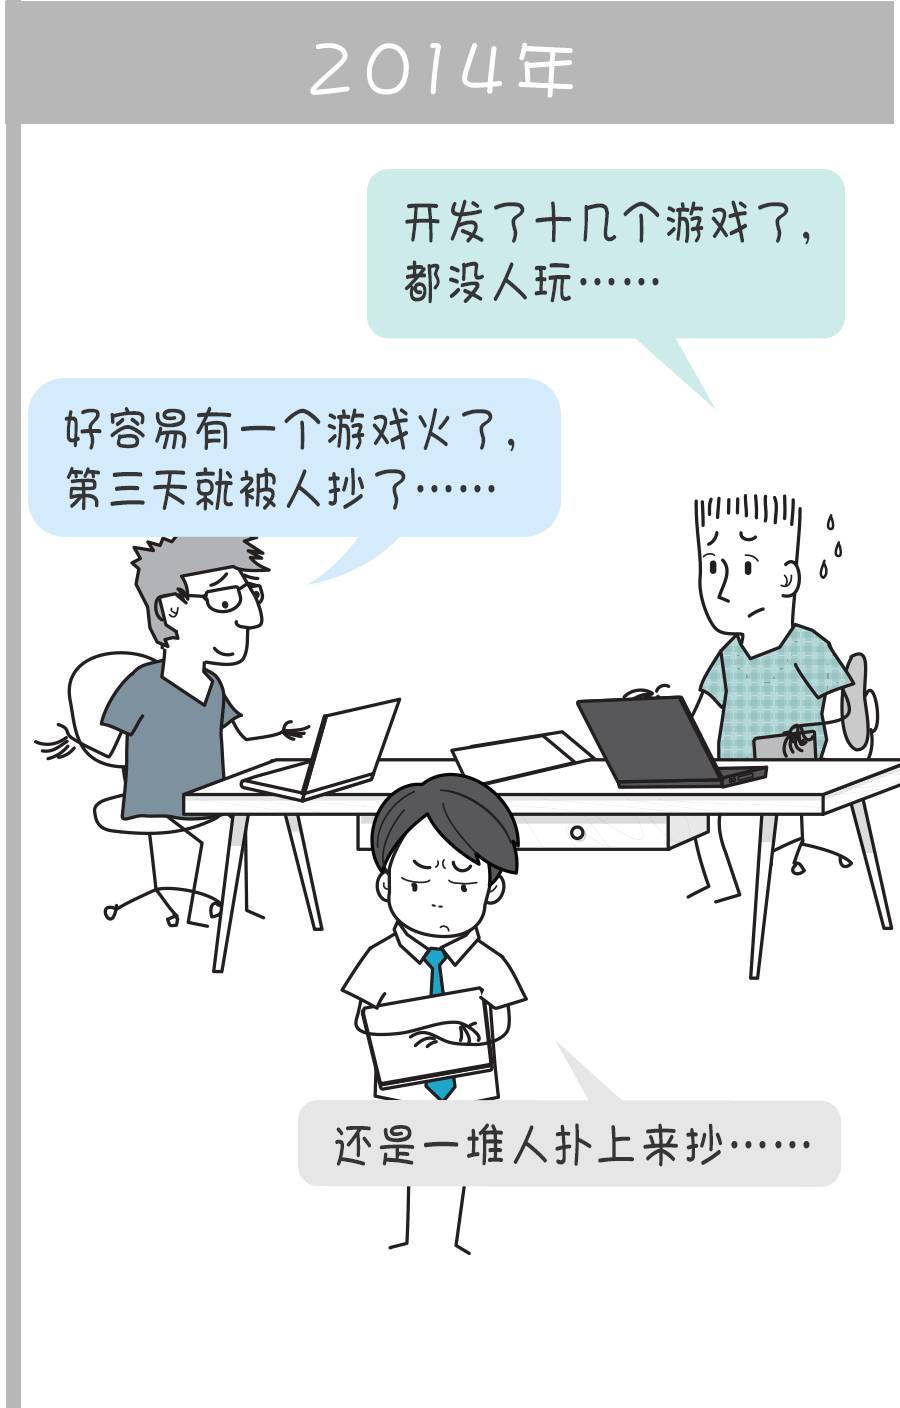 2014年
开发了十几个游戏了，
都没人玩……
好容易有一个游戏火了，
第三天就被人抄了……
还是一堆人扑上来抄……